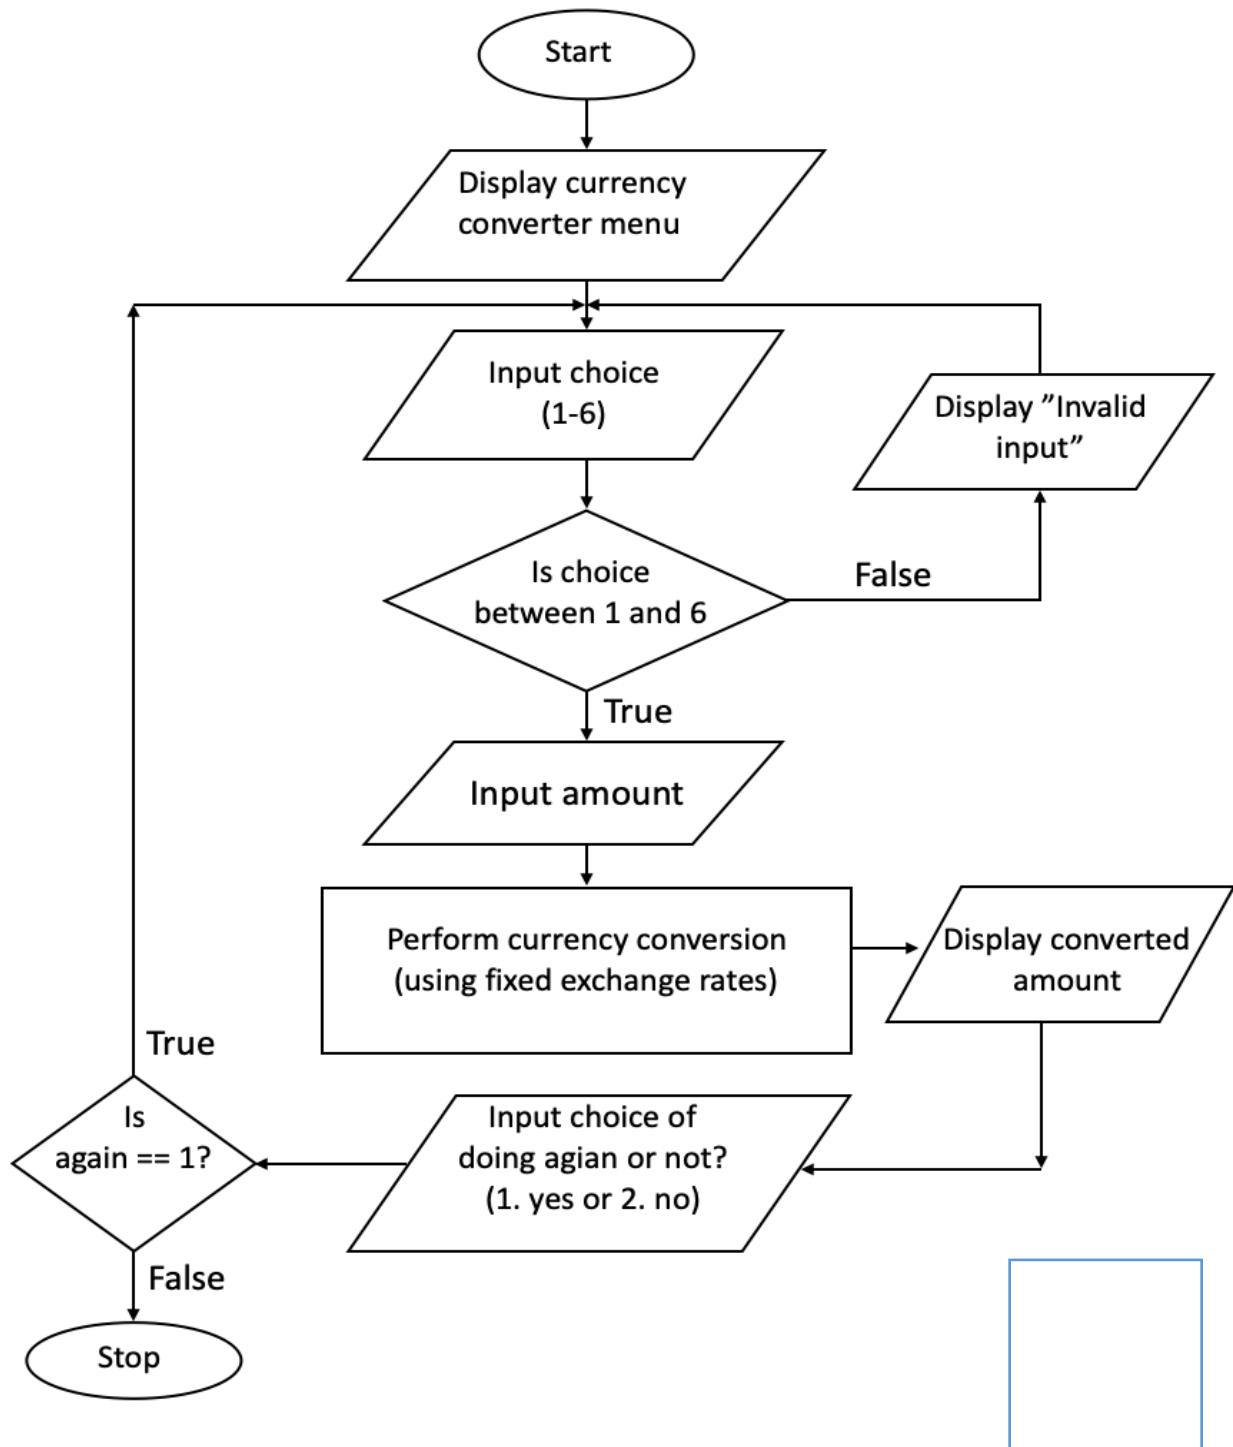 Start
Display currency
converter menu
Input choice
(1-6)
Display ”Invalid
input”
Is choice
between 1 and 6
False
True
Input amount
Perform currency conversion
(using fixed exchange rates)
Display converted
amount
True
Is
again == 1?
Input choice of
doing agian or not?
(1. yes or 2. no)
False
Stop